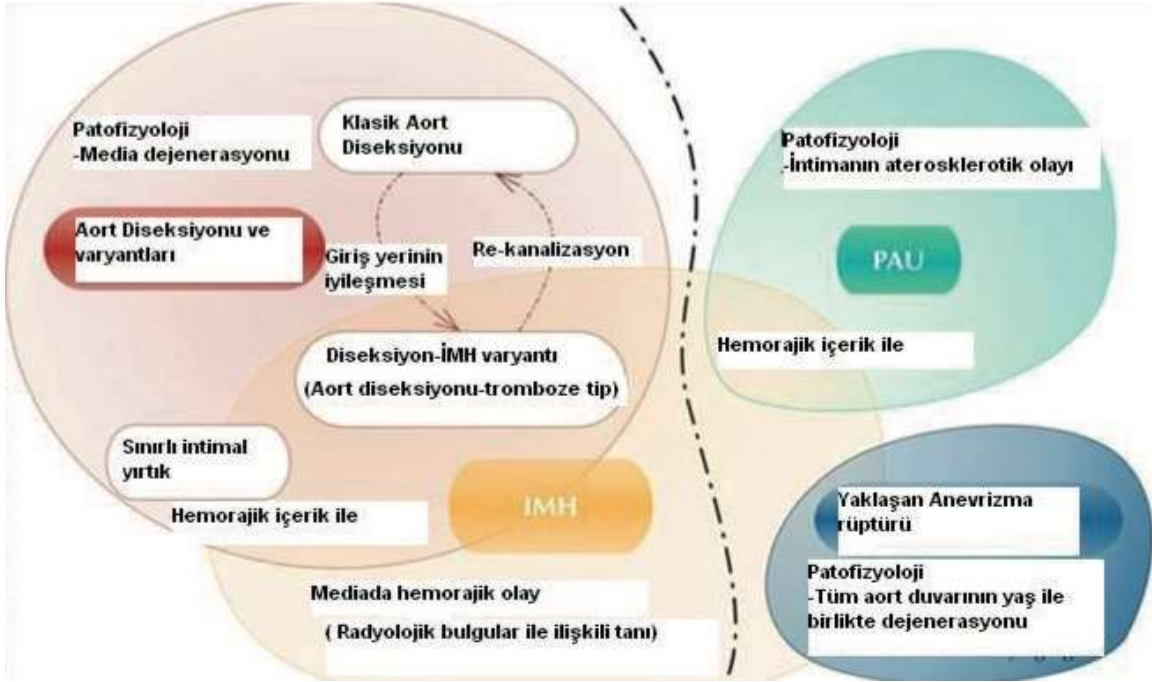 Patofizyoloji
-Media dejenerasyonu
Klasik Aort
Diseksiyonu
Aort Diseksiyonu ve
varyantları
Giriş yerinin
iyileşmesi
Re-kanalizasyon
Diseksiyon-İMH varyantı
(Aort diseksiyonu-tromboze tip)
Sınırlı intimal
yırtık
Hemorajik içerik ile
IMH
Mediada hemorajik olay
( Radyolojik bulgular ile ilişkili tanı)
Patofizyoloji
-İntimanın aterosklerotik olayı
PAU
Hemorajik içerik ile
Yaklaşan Anevrizma
rüptürü
Patofizyoloji
-Tüm aort duvarının yaş ile
birlikte dejenerasyonu